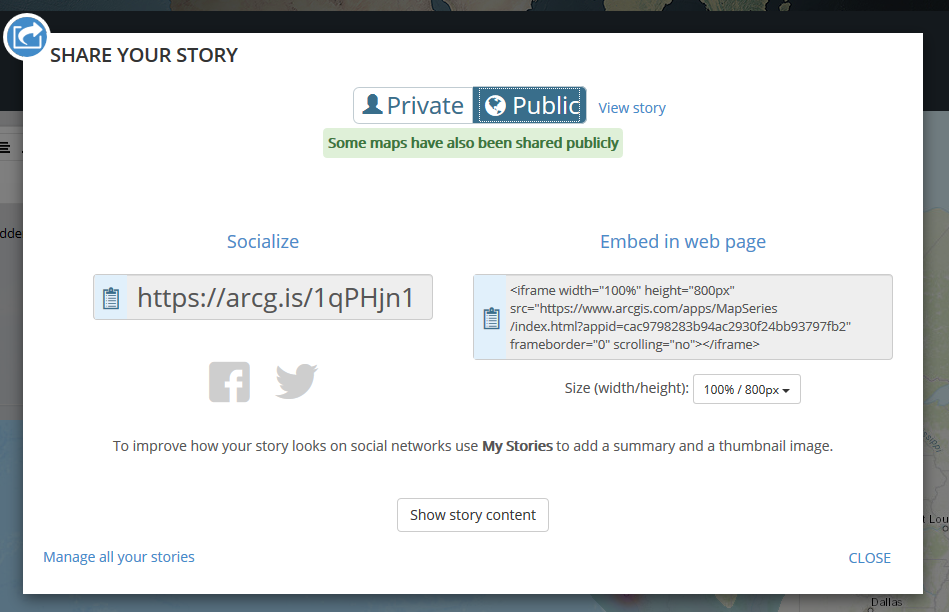 SHARE YOUR STORY
Private
Public
View story
Some maps have also been shared publicly
Socialize
https://arcg.is/1qPHjn1
Embed in web page
<iframe width="100%" height="800px"
src="https://www.arcgis.com/apps/MapSeries
/index.html?appid=cac9798283b94ac2930f24bb93797fb2"
frameborder="0" scrolling="no"></iframe>
Size (width/height): 100% / 800px
To improve how your story looks on social networks use My Stories to add a summary and a thumbnail image.
Show story content
Manage all your stories
CLOSE
Dallas